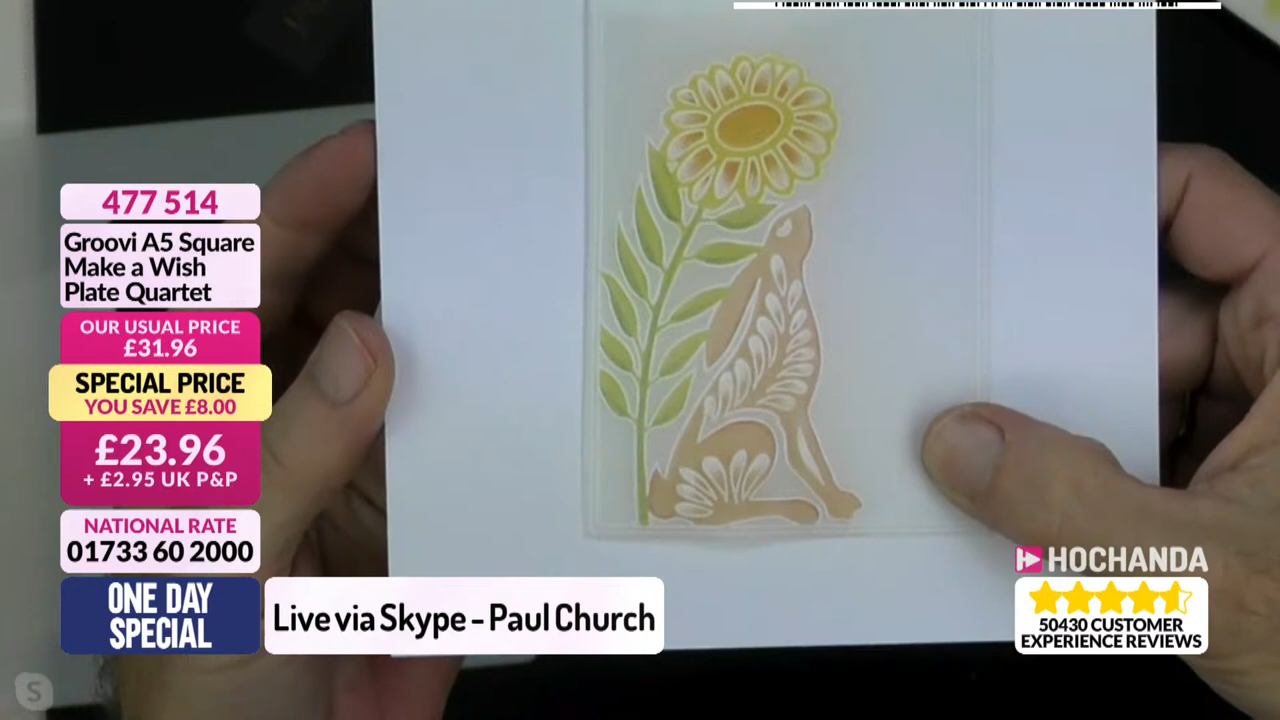 477 514
Groovi A5 Square
Make a Wish
Plate Quartet
OUR USUAL PRICE
£31.96
SPECIAL PRICE
YOU SAVE £8.00
£23.96
+ £2.95 UK P&P
NATIONAL RATE
01733 60 2000
ONE DAY
SPECIAL
Live via Skype - Paul Church
HOCHANDA
50430 CUSTOMER
EXPERIENCE REVIEWS
S